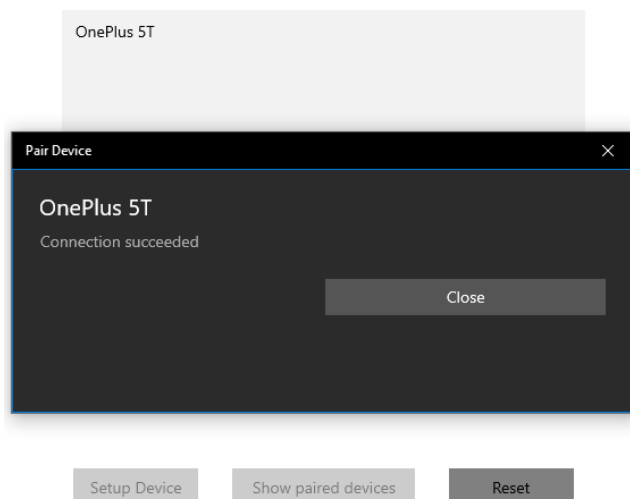 OnePlus 5T
Pair Device
OnePlus 5T
Connection succeeded
Close
Setup Device
Show paired devices
Reset